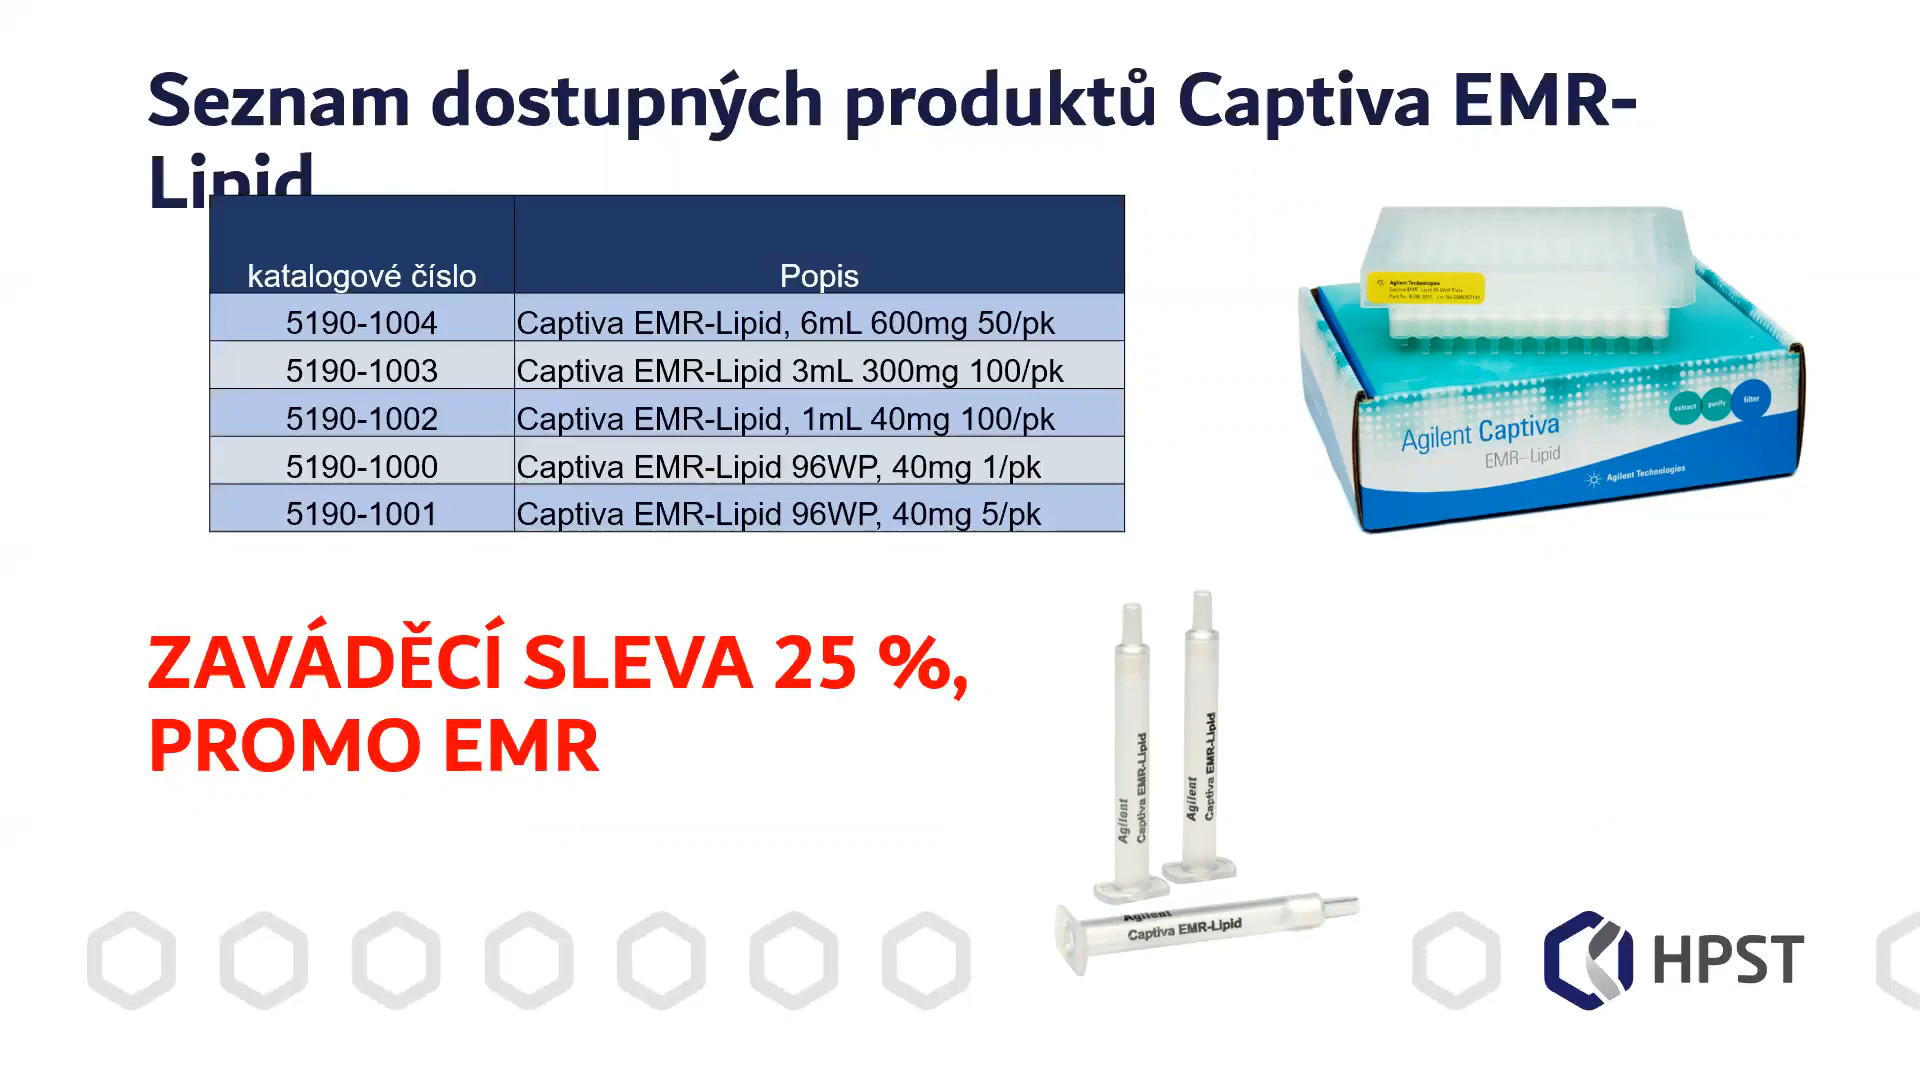 Seznam dostupných produktů Captiva EMR-
Lipid
katalogové číslo Popis
5190-1004 Captiva EMR-Lipid, 6mL 600mg 50/pk
5190-1003 Captiva EMR-Lipid 3mL 300mg 100/pk
5190-1002 Captiva EMR-Lipid, 1mL 40mg 100/pk
5190-1000 Captiva EMR-Lipid 96WP, 40mg 1/pk
5190-1001 Captiva EMR-Lipid 96WP, 40mg 5/pk
Agilent Technologies
extract purify filter
Agilent Captiva
EMR–Lipid
Agilent Technologies
ZAVÁDĚCÍ SLEVA 25 %,
PROMO EMR
Agilent
Captiva EMR-Lipid
Agilent
Captiva EMR-Lipid
Agilent
Captiva EMR-Lipid
HPST